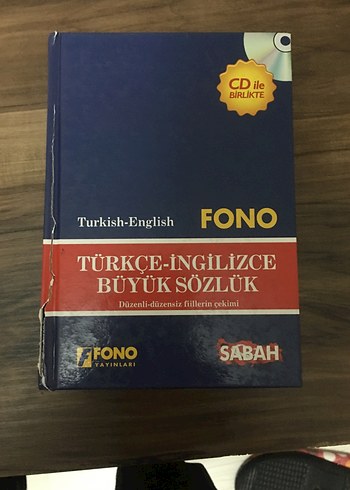 CD ile
BİRLİKTE
Turkish-English
FONO
TÜRKÇE-İNGİLİZCE
BÜYÜK SÖZLÜK
Düzenli-düzensiz fiillerin çekimi
FONO
YAYINLARI
SABAH